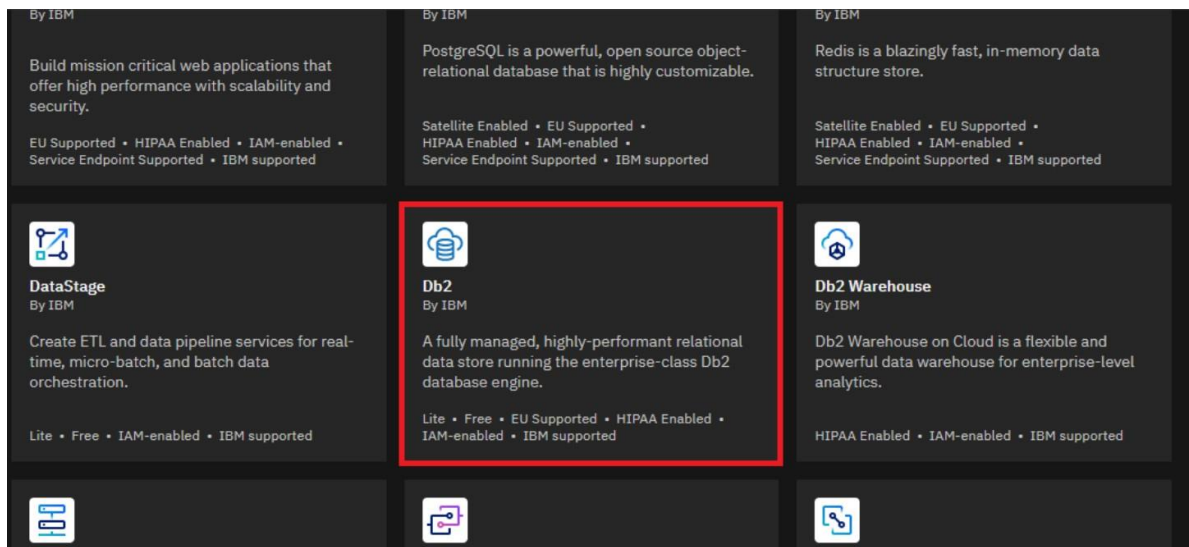 By IBM
Build mission critical web applications that
offer high performance with scalability and
security.
EU Supported • HIPAA Enabled • IAM-enabled •
Service Endpoint Supported • IBM supported
By IBM
PostgreSQL is a powerful, open source object-
relational database that is highly customizable.
Satellite Enabled • EU Supported •
HIPAA Enabled • IAM-enabled •
Service Endpoint Supported • IBM supported
By IBM
Redis is a blazingly fast, in-memory data
structure store.
Satellite Enabled • EU Supported •
HIPAA Enabled • IAM-enabled •
Service Endpoint Supported • IBM supported
DataStage
By IBM
Create ETL and data pipeline services for real-
time, micro-batch, and batch data
orchestration.
Lite • Free • IAM-enabled • IBM supported
Db2
By IBM
A fully managed, highly-performant relational
data store running the enterprise-class Db2
database engine.
Lite • Free • EU Supported • HIPAA Enabled •
IAM-enabled • IBM supported
Db2 Warehouse
By IBM
Db2 Warehouse on Cloud is a flexible and
powerful data warehouse for enterprise-level
analytics.
HIPAA Enabled • IAM-enabled • IBM supported